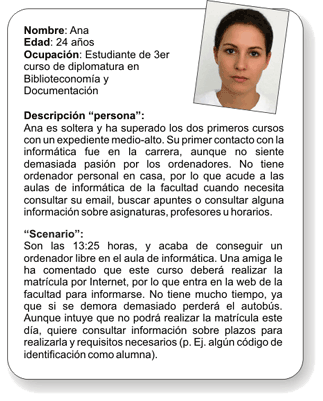 Nombre: Ana
Edad: 24 años
Ocupación: Estudiante de 3er
curso de diplomatura en
Biblioteconomía y
Documentación
Descripción “persona”:
Ana es soltera y ha superado los dos primeros cursos
con un expediente medio-alto. Su primer contacto con la
informática fue en la carrera, aunque no siente
demasiada pasión por los ordenadores. No tiene
ordenador personal en casa, por lo que acude a las
aulas de informática de la facultad cuando necesita
consultar su email, buscar apuntes o consultar alguna
información sobre asignaturas, profesores u horarios.
“Scenario”:
Son las 13:25 horas, y acaba de conseguir un
ordenador libre en el aula de informática. Una amiga le
ha comentado que este curso deberá realizar la
matrícula por Internet, por lo que entra en la web de la
facultad para informarse. No tiene mucho tiempo, ya
que si se demora demasiado perderá el autobús.
Aunque intuye que no podrá realizar la matrícula este
día, quiere consultar información sobre plazos para
realizarla y requisitos necesarios (p. Ej. algún código de
identificación como alumna).